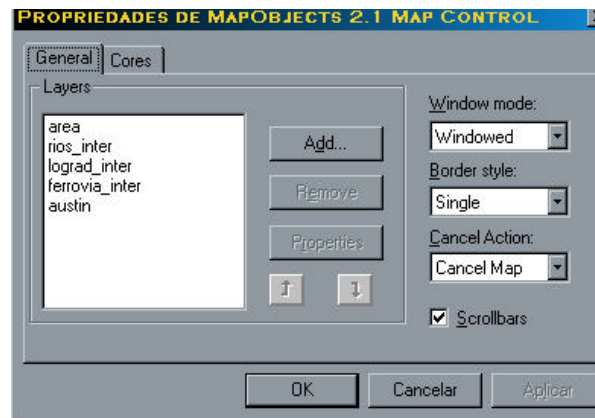 PROPRIEDADES DE MAPOBJECTS 2.1 MAP CONTROL
General
Cores
Layers
area
rios_inter
lograd_inter
ferrovia_inter
austin
Add...
Remove
Properties
Window mode:
Windowed
Border style:
Single
Cancel Action:
Cancel Map
Scrollbars
OK
Cancelar
Aplicar